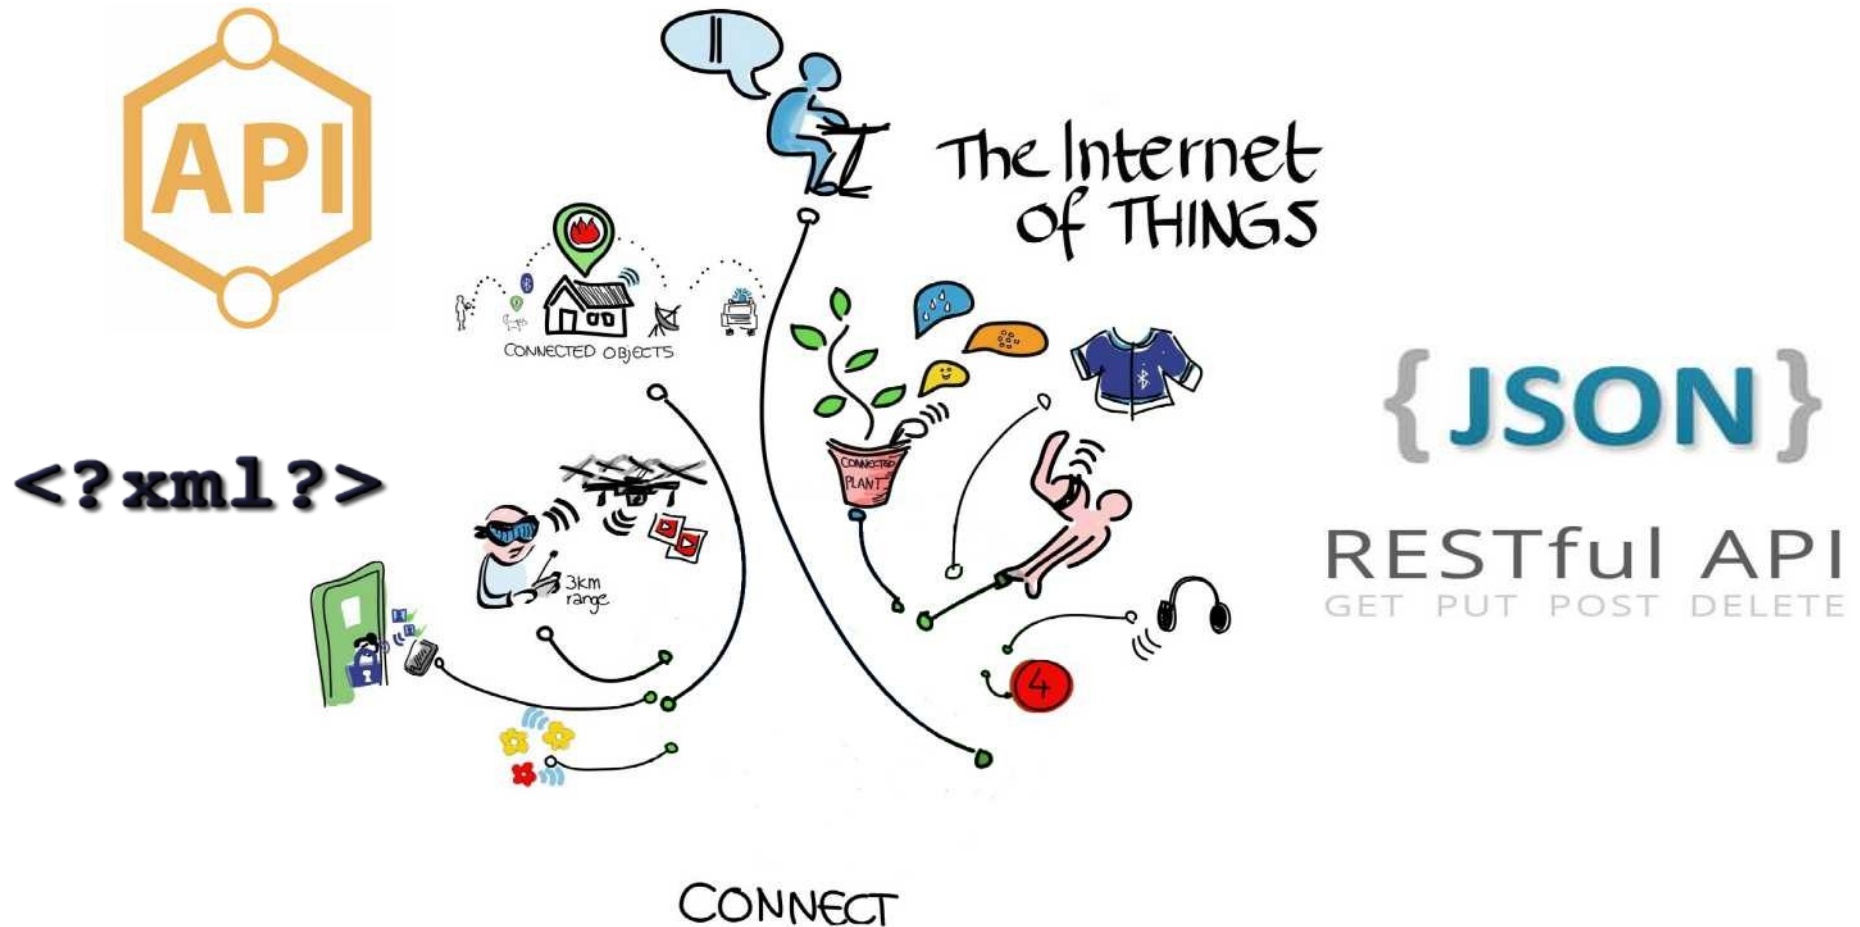 API
The Internet
of THINGS
CONNECTED OBjECTS
{JSON}
CONNECTED
PLANT
<?xml?>
RESTful API
GET PUT POST DELETE
3km
range
4
CONNECT